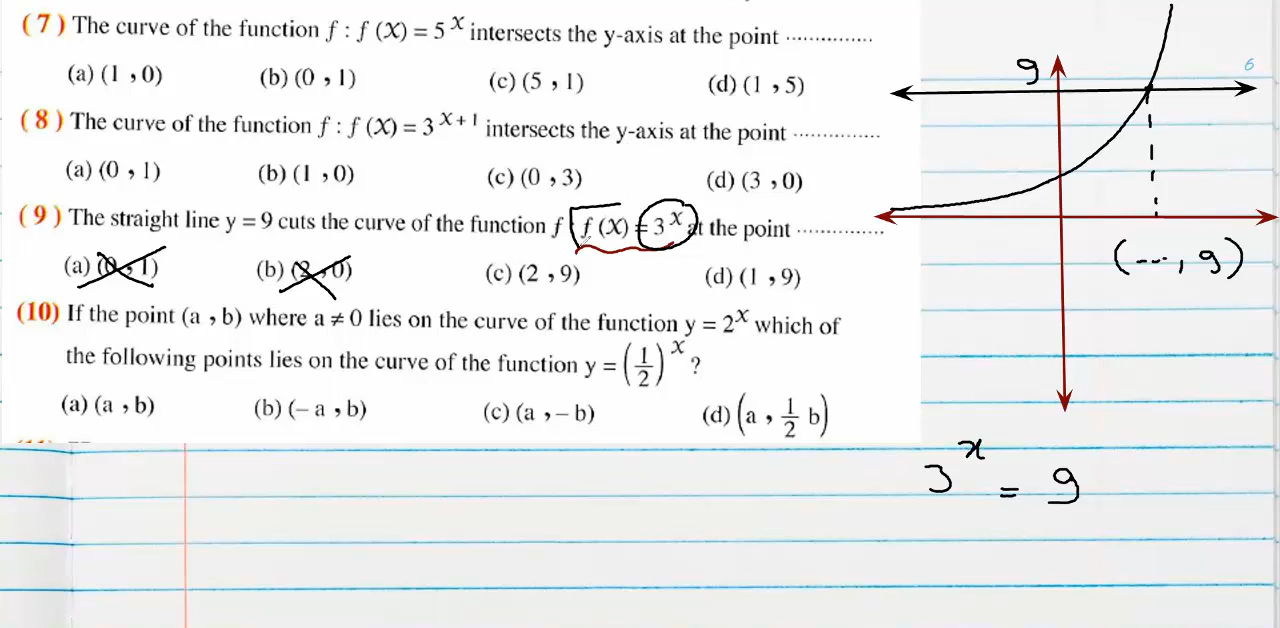 (7) The curve of the function f : f (X) = 5^X intersects the y-axis at the point ...............
(a) (1 , 0) (b) (0 , 1) (c) (5 , 1) (d) (1 , 5)
(8) The curve of the function f : f (X) = 3^(X + 1) intersects the y-axis at the point ...............
(a) (0 , 1) (b) (1 , 0) (c) (0 , 3) (d) (3 , 0)
(9) The straight line y = 9 cuts the curve of the function f f (X) = 3^X at the point ...............
(a) (0 , 1) (b) (2 , 0) (c) (2 , 9) (d) (1 , 9)
(10) If the point (a , b) where a ≠ 0 lies on the curve of the function y = 2^X which of
the following points lies on the curve of the function y = (1/2)^X ?
(a) (a , b) (b) (– a , b) (c) (a , – b) (d) (a , 1/2 b)
9
6
(--- , 9)
3^x = 9